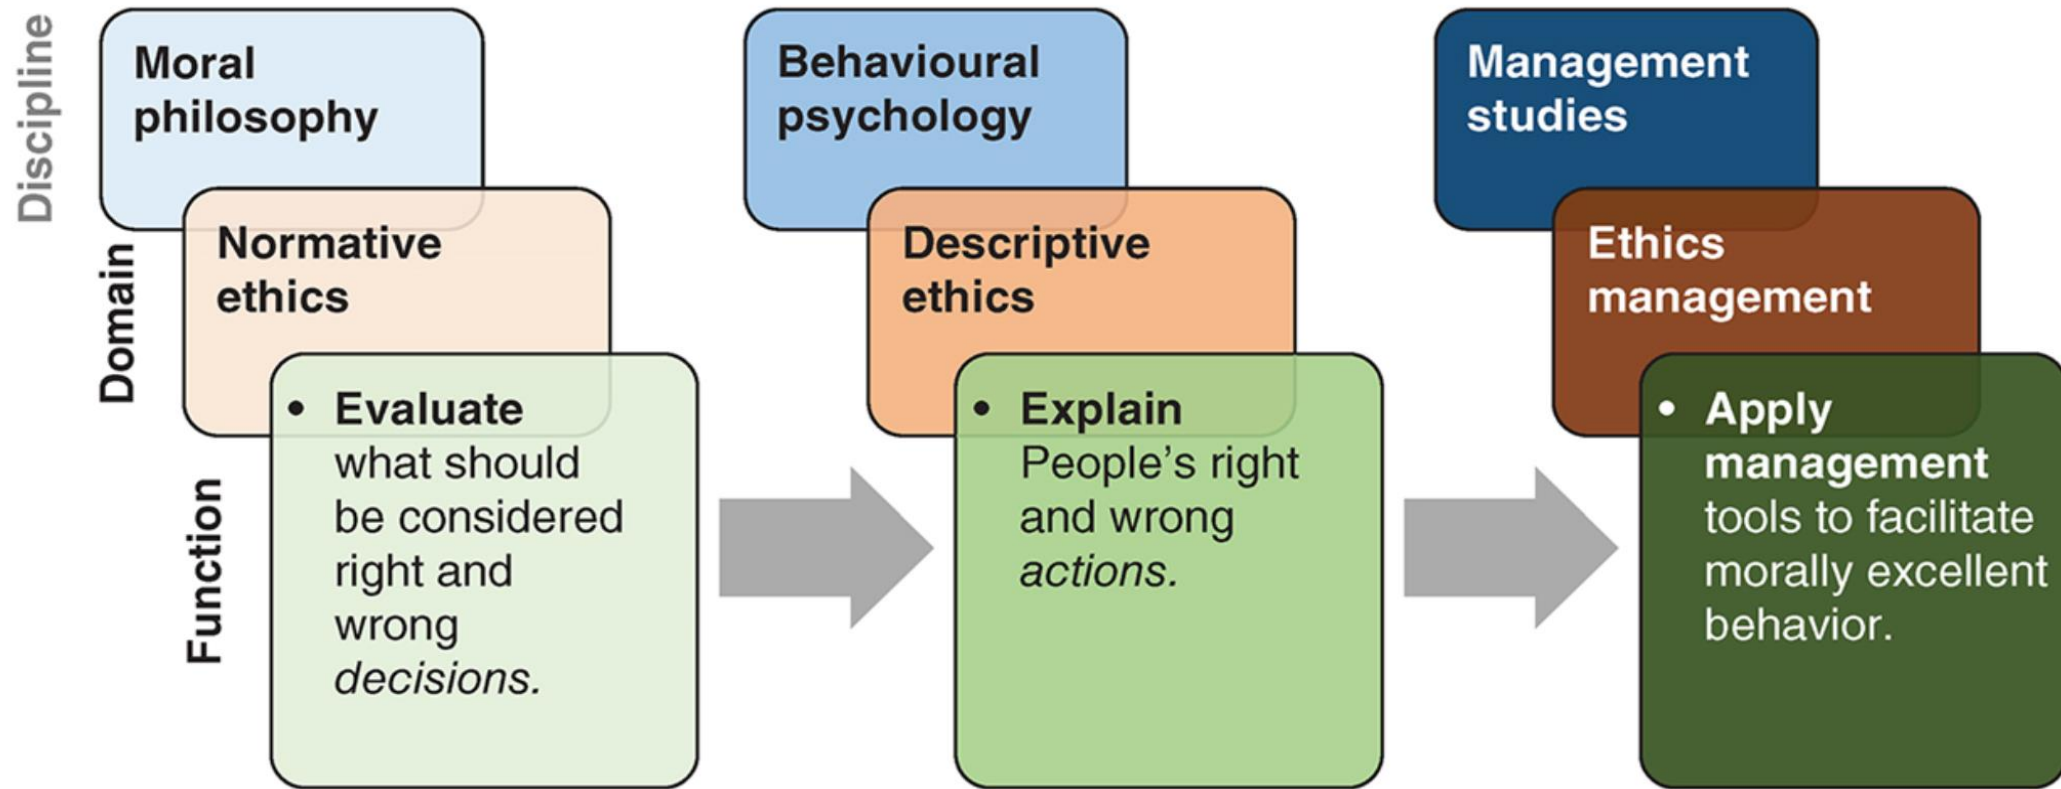 Discipline
Moral
philosophy
Domain
Normative
ethics
Function
• Evaluate
what should
be considered
right and
wrong
decisions.
Behavioural
psychology
Descriptive
ethics
• Explain
People's right
and wrong
actions.
Management
studies
Ethics
management
• Apply
management
tools to facilitate
morally excellent
behavior.